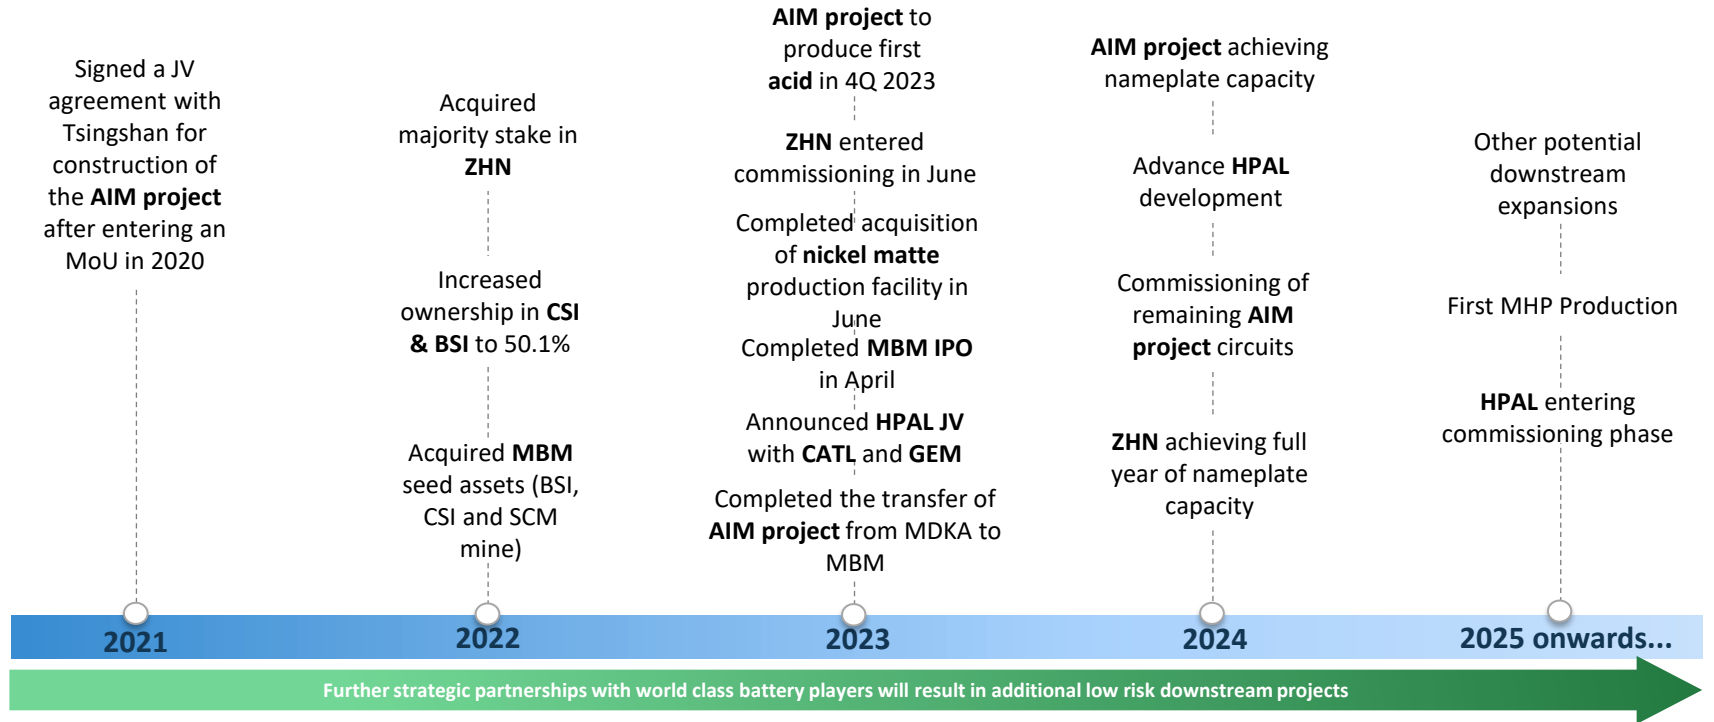 Signed a JV
agreement with
Tsingshan for
construction of
the AIM project
after entering an
MoU in 2020
Acquired
majority stake in
ZHN
Increased
ownership in CSI
& BSI to 50.1%
Acquired MBM
seed assets (BSI,
CSI and SCM
mine)
AIM project to
produce first
acid in 4Q 2023
ZHN entered
commissioning in June
Completed acquisition
of nickel matte
production facility in
June
Completed MBM IPO
in April
Announced HPAL JV
with CATL and GEM
Completed the transfer of
AIM project from MDKA to
MBM
AIM project achieving
nameplate capacity
Advance HPAL
development
Commissioning of
remaining AIM
project circuits
ZHN achieving full
year of nameplate
capacity
Other potential
downstream
expansions
First MHP Production
HPAL entering
commissioning phase
2021
2022
2023
2024
2025 onwards...
Further strategic partnerships with world class battery players will result in additional low risk downstream projects